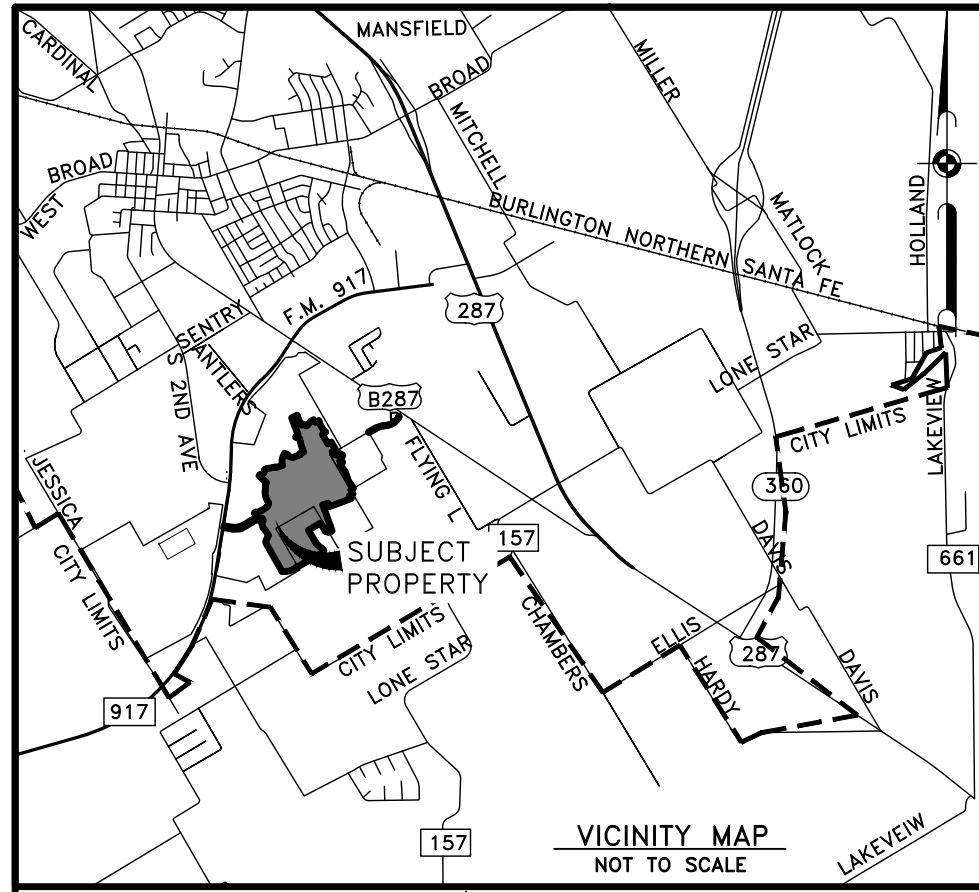 CARDINAL
MANSFIELD
BROAD
MILLER
MITCHELL
BROAD
WEST
BURLINGTON NORTHERN SANTA FE
MATLOCK
HOLLAND
F.M. 917
287
SENTRY
ANTLERS
S 2ND AVE
B287
LONE STAR
CITY LIMITS
LAKEVIEW
FLYING L
360
JESSICA
CITY LIMITS
SUBJECT
PROPERTY
157
DAVIS
661
CHAMBERS
CITY LIMITS
LONE STAR
ELLIS
HARDY
287
DAVIS
917
157
VICINITY MAP
NOT TO SCALE
LAKEVEIW